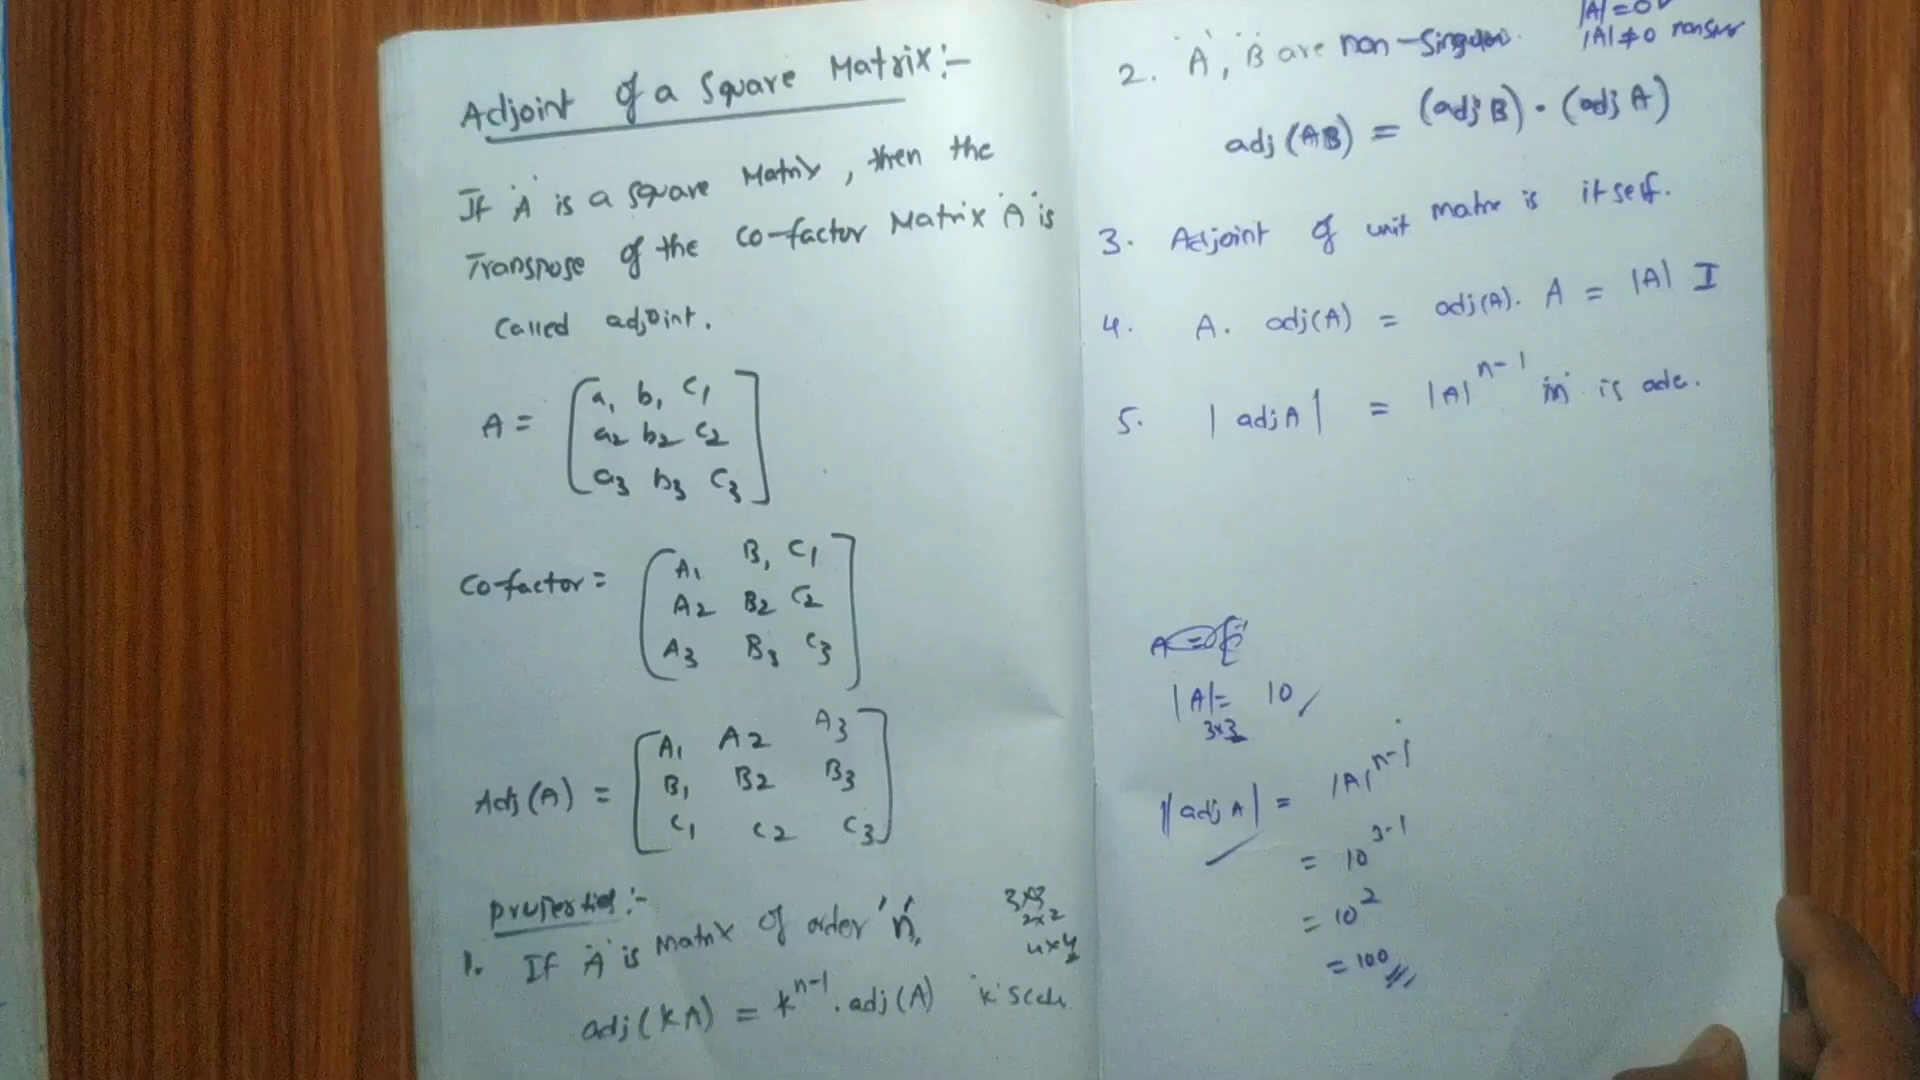 Adjoint of a Square Matrix:-
If 'A' is a square Matrix, then the
Transpose of the co-factor Matrix 'A' is
Called adjoint.
A = [a1 b1 c1
a2 b2 c2
a3 b3 c3]
Co-factor = [A1 B1 C1
A2 B2 C2
A3 B3 C3]
Adj(A) = [A1 A2 A3
B1 B2 B3
C1 C2 C3]
properties:-
1. If 'A' is Matrix of order 'n',
3x3
2x2
4x4
adj(KA) = k^{n-1} . adj(A) 'k'
|A|=0
|A|≠0
2. 'A', 'B' are non-Singular.
adj(AB) = (adj B) • (adj A)
3. Adjoint of unit is itself.
4. A. adj(A) = adj(A). A = |A| I
5. |adj A| = |A|^{n-1} 'n' is
A =
|A| = 10
3x3
|adj A| = |A|^{n-1}
= 10^{3-1}
= 10^2
= 100